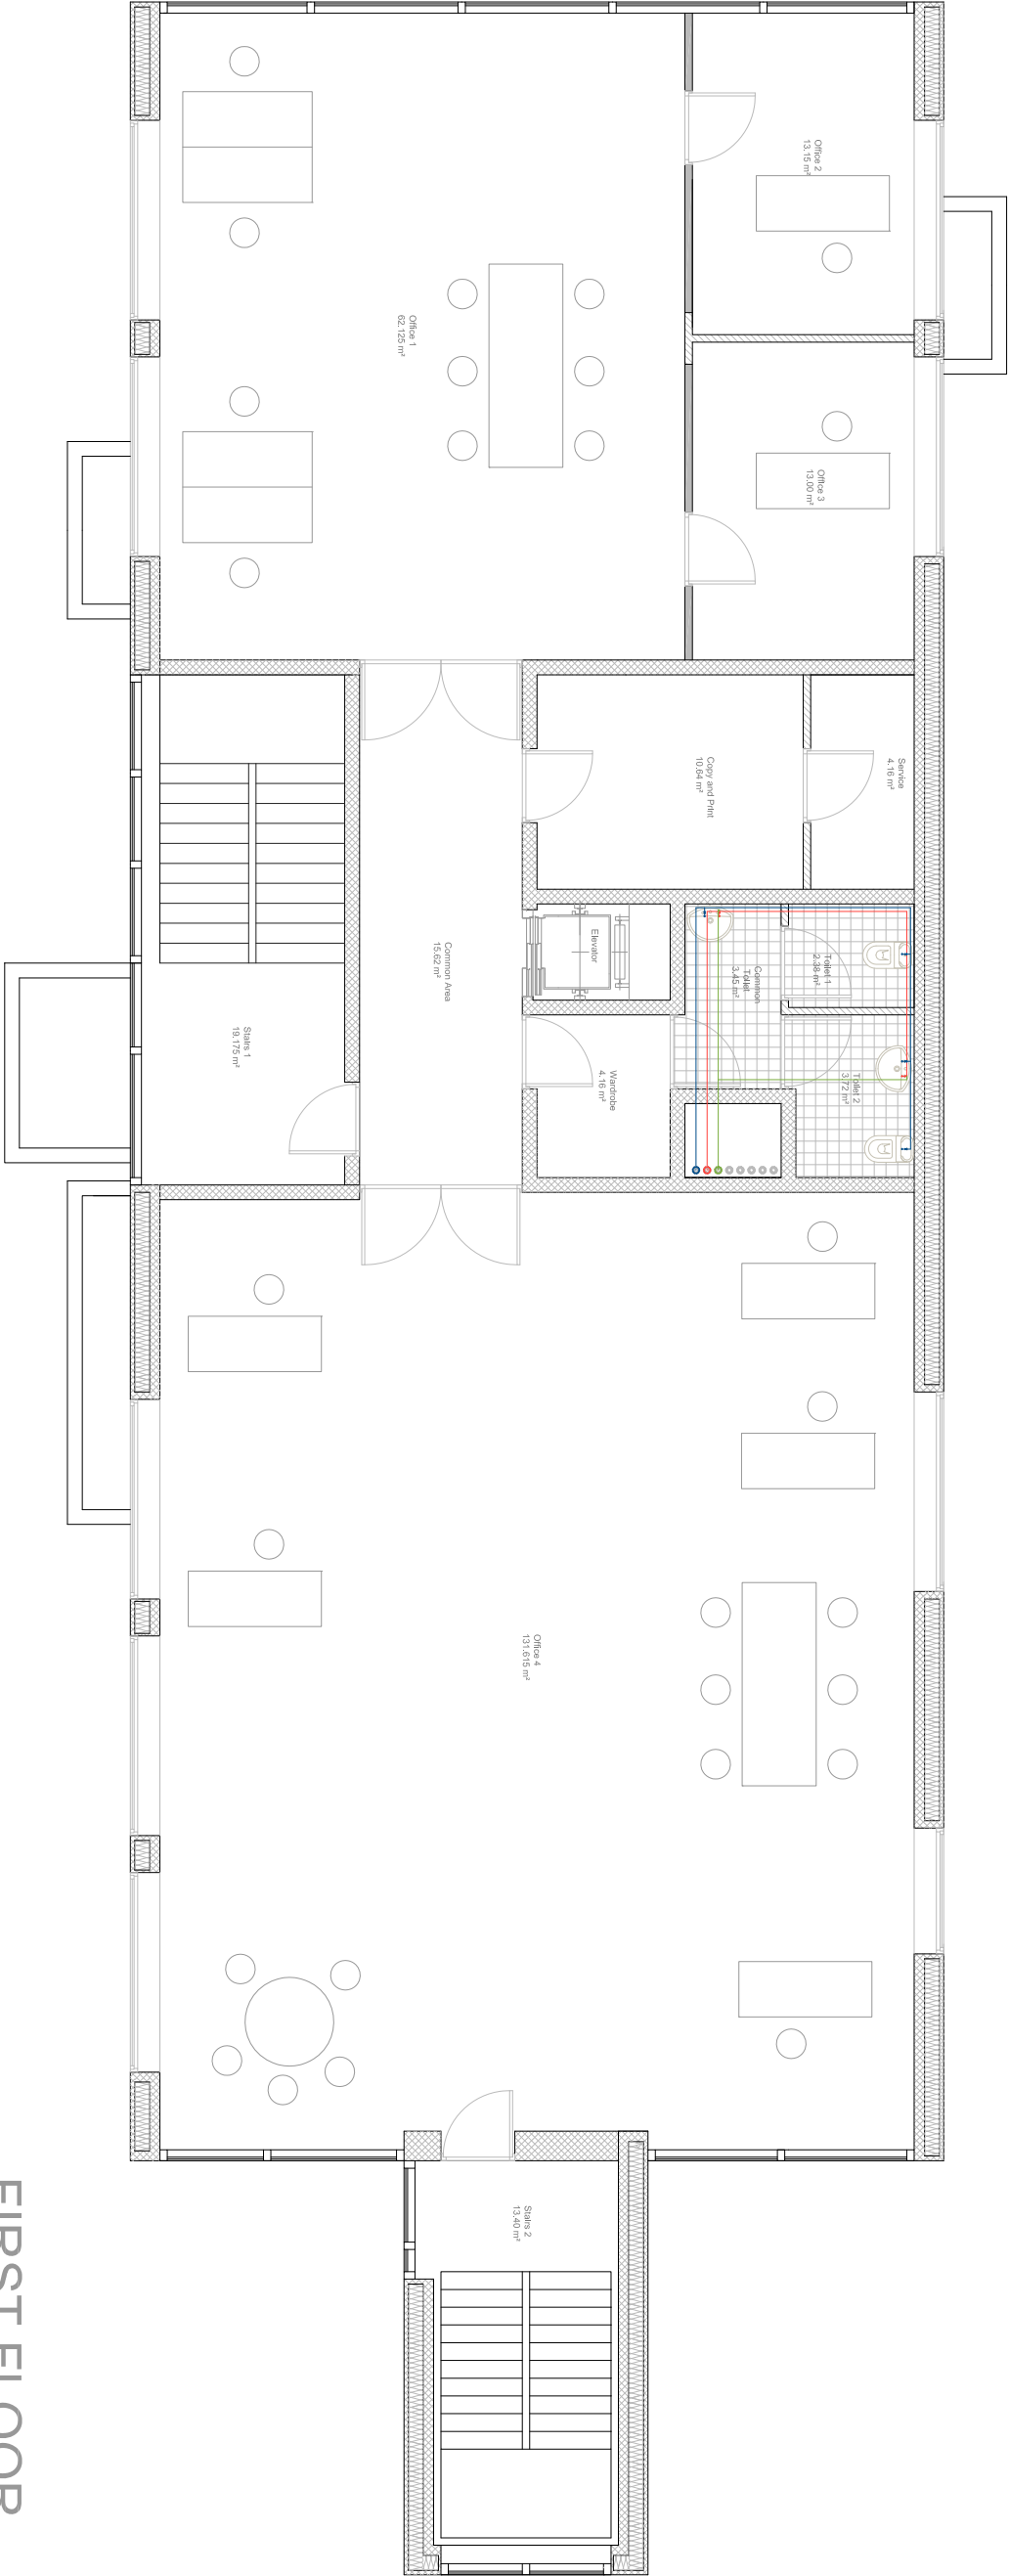 Office 2
13.15 m²
Office 1
62.125 m²
Office 3
13.00 m²
Service
4.16 m²
Copy and Print
10.64 m²
Elevator
Common Area
15.62 m²
Toilet 1
2.38 m²
Common
Toilet
3.45 m²
Stairs 1
19.175 m²
Wardrobe
4.16 m²
Toilet 2
3.72 m²
Office 4
131.615 m²
Stairs 2
13.40 m²
FIRST FLOOR